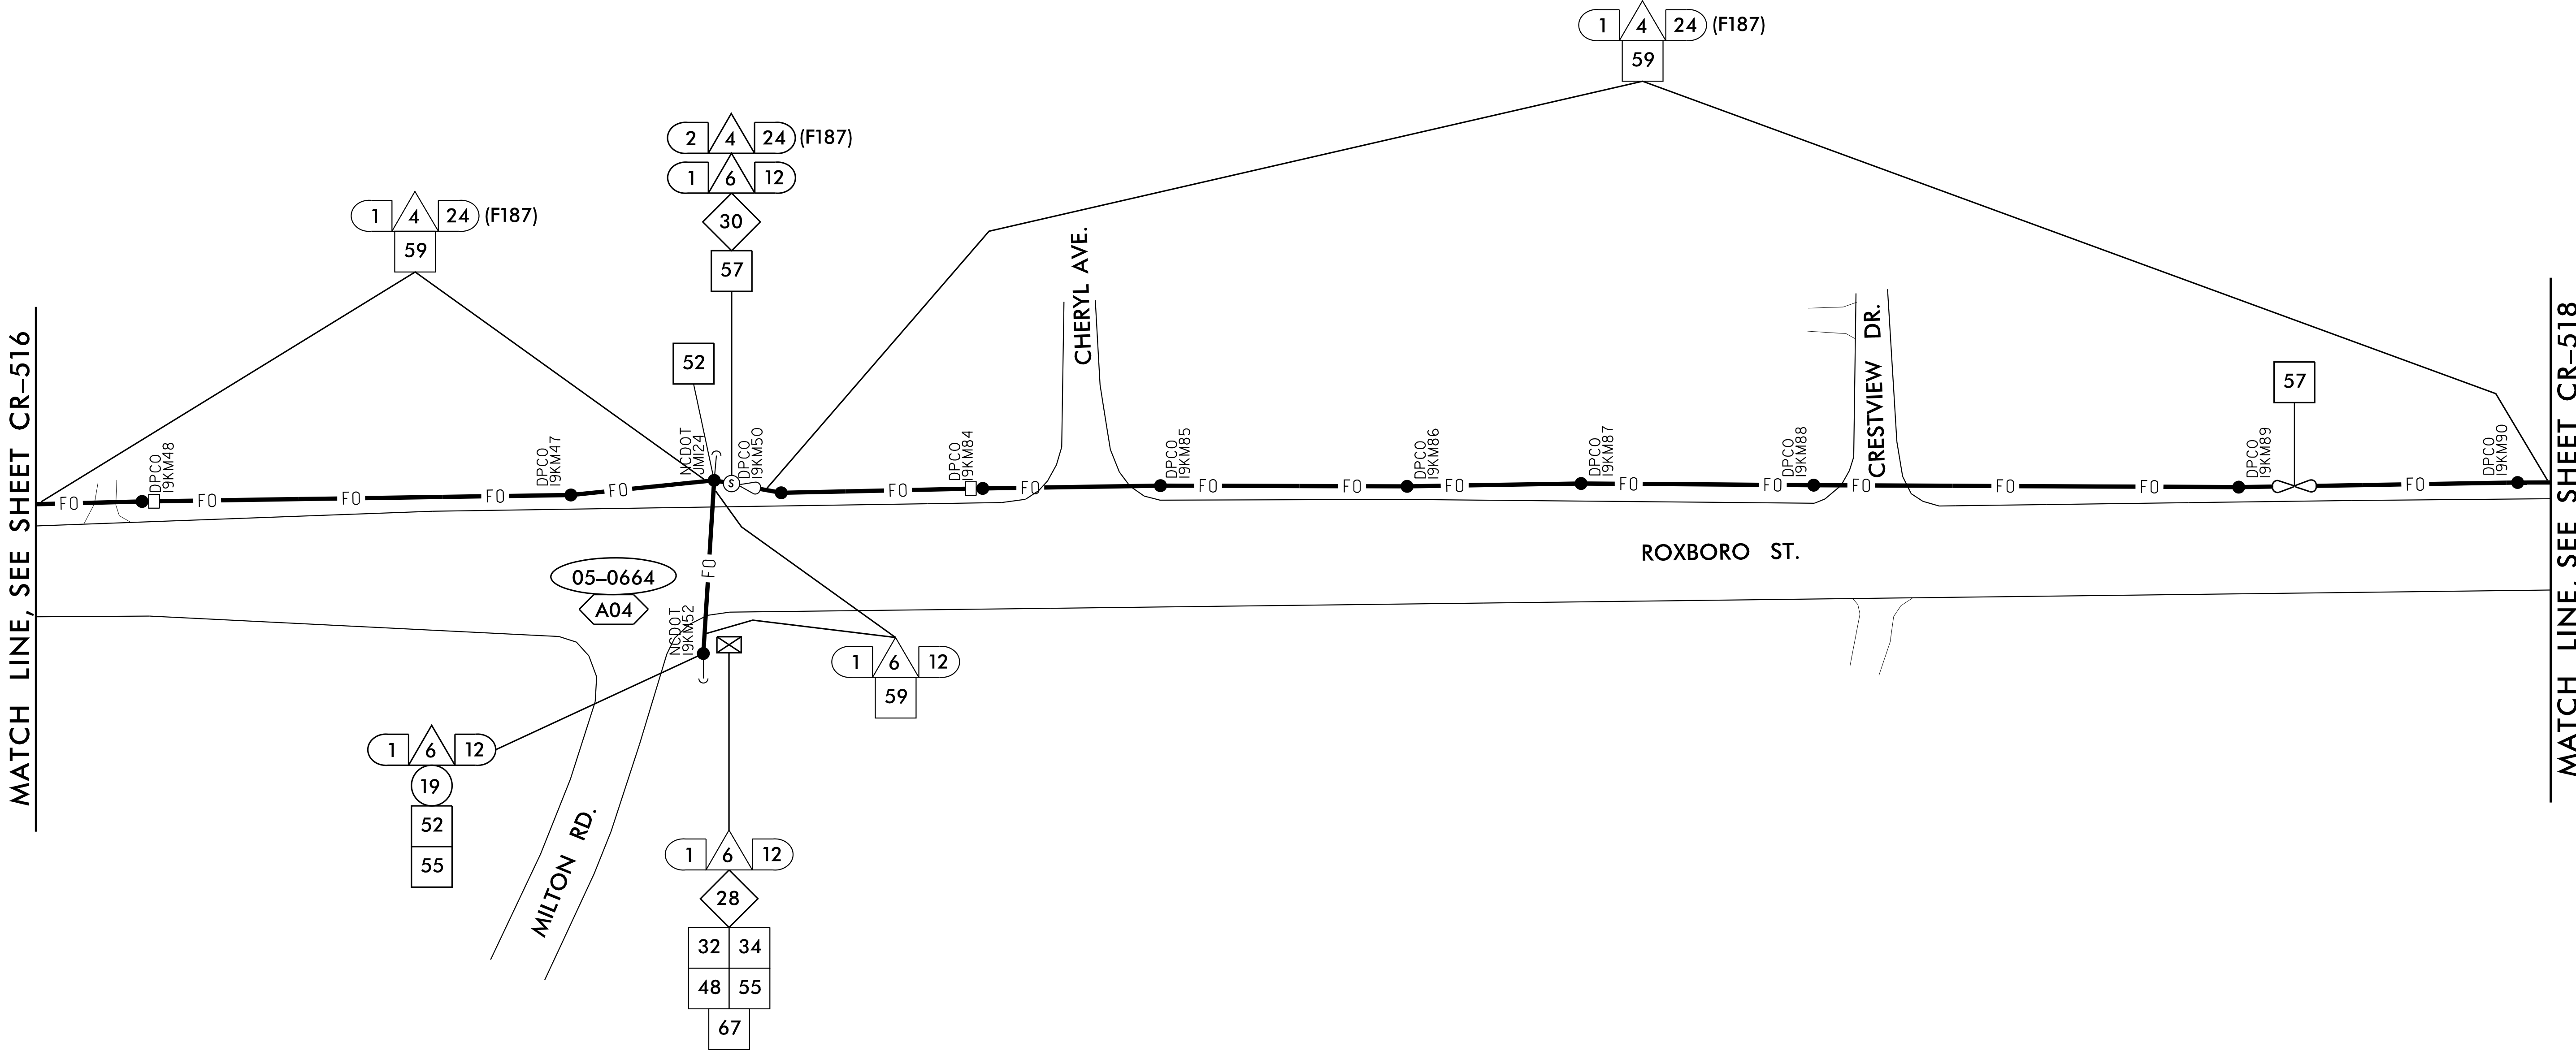 1 4 24 (F187)
59
2 4 24 (F187)
1 6 12
30
57
1 4 24 (F187)
59
52
57
CHERYL AVE.
CRESTVIEW DR.
MATCH LINE, SEE SHEET CR–516
MATCH LINE, SEE SHEET CR–518
DPCO
I9KM48
DPCO
I9KM47
NCDOT
JMI24
DPCO
I9KM50
DPCO
I9KM84
DPCO
I9KM85
DPCO
I9KM86
DPCO
I9KM87
DPCO
I9KM88
DPCO
I9KM89
DPCO
I9KM90
FO FO FO FO FO S FO FO FO FO FO FO FO FO FO FO FO
FO
ROXBORO ST.
05–0664
A04
NCDOT
I9KM52
1 6 12
59
1 6 12
19
52
55
MILTON RD.
1 6 12
28
32 34
48 55
67